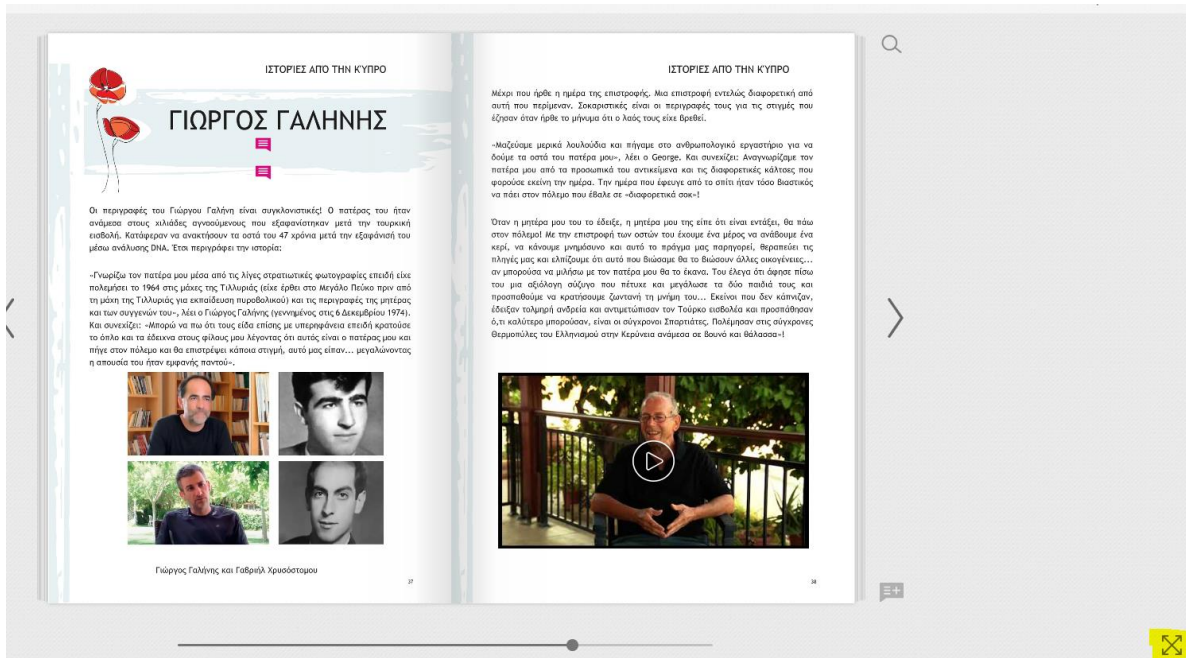 ΙΣΤΟΡΊΕΣ ΑΠΌ ΤΗΝ ΚΎΠΡΟ
ΓΙΩΡΓΟΣ ΓΑΛΗΝΗΣ
Οι περιγραφές του Γιώργου Γαλήνη είναι συγκλονιστικές! Ο πατέρας του ήταν
ανάμεσα στους χιλιάδες αγνοούμενους που εξαφανίστηκαν μετά την τουρκική
εισβολή. Κατάφεραν να ανακτήσουν τα οστά του 47 χρόνια μετά την εξαφάνισή του
μέσω ανάλυσης DNA. Έτσι περιγράφει την ιστορία:
«Γνωρίζω τον πατέρα μου μέσα από τις λίγες στρατιωτικές φωτογραφίες επειδή είχε
πολεμήσει το 1964 στις μάχες της Τιλλυριάς (είχε έρθει στο Μεγάλο Πεύκο πριν από
τη μάχη της Τιλλυριάς για εκπαίδευση πυροβολικού) και τις περιγραφές της μητέρας
και των συγγενών του», λέει ο Γιώργος Γαλήνης (γεννημένος στις 6 Δεκεμβρίου 1974).
Και συνεχίζει: «Μπορώ να πω ότι τους είδα επίσης με υπερηφάνεια επειδή κρατούσε
το όπλο και τα έδειχνα στους φίλους μου λέγοντας ότι αυτός είναι ο πατέρας μου και
πήγε στον πόλεμο και θα επιστρέψει κάποια στιγμή, αυτό μας είπαν... μεγαλώνοντας
η απουσία του ήταν εμφανής παντού».
Γιώργος Γαλήνης και Γαβριήλ Χρυσόστομου
37
ΙΣΤΟΡΊΕΣ ΑΠΌ ΤΗΝ ΚΎΠΡΟ
Μέχρι που ήρθε η ημέρα της επιστροφής. Μια επιστροφή εντελώς διαφορετική από
αυτή που περίμεναν. Σοκαριστικές είναι οι περιγραφές τους για τις στιγμές που
έζησαν όταν ήρθε το μήνυμα ότι ο λαός τους είχε βρεθεί.
«Μαζεύαμε μερικά λουλούδια και πήγαμε στο ανθρωπολογικό εργαστήριο για να
δούμε τα οστά του πατέρα μου», λέει ο George. Και συνεχίζει: Αναγνωρίζαμε τον
πατέρα μου από τα προσωπικά του αντικείμενα και τις διαφορετικές κάλτσες που
φορούσε εκείνη την ημέρα. Την ημέρα που έφευγε από το σπίτι ήταν τόσο βιαστικός
να πάει στον πόλεμο που έβαλε σε «διαφορετικά σοκ»!
Όταν η μητέρα μου του το έδειξε, η μητέρα μου της είπε ότι είναι εντάξει, θα πάω
στον πόλεμο! Με την επιστροφή των οστών του έχουμε ένα μέρος να ανάβουμε ένα
κερί, να κάνουμε μνημόσυνο και αυτό το πράγμα μας παρηγορεί, θεραπεύει τις
πληγές μας και ελπίζουμε ότι αυτό που βιώσαμε θα το βιώσουν άλλες οικογένειες...
αν μπορούσα να μιλήσω με τον πατέρα μου θα το έκανα. Του έλεγα ότι άφησε πίσω
του μια αξιόλογη σύζυγο που πέτυχε και μεγάλωσε τα δύο παιδιά τους και
προσπαθούμε να κρατήσουμε ζωντανή τη μνήμη του... Εκείνοι που δεν κάπνιζαν,
έδειξαν τολμηρή ανδρεία και αντιμετώπισαν τον Τούρκο εισβολέα και προσπάθησαν
ό,τι καλύτερο μπορούσαν, είναι οι σύγχρονοι Σπαρτιάτες. Πολέμησαν στις σύγχρονες
Θερμοπύλες του Ελληνισμού στην Κερύνεια ανάμεσα σε βουνό και θάλασσα»!
38